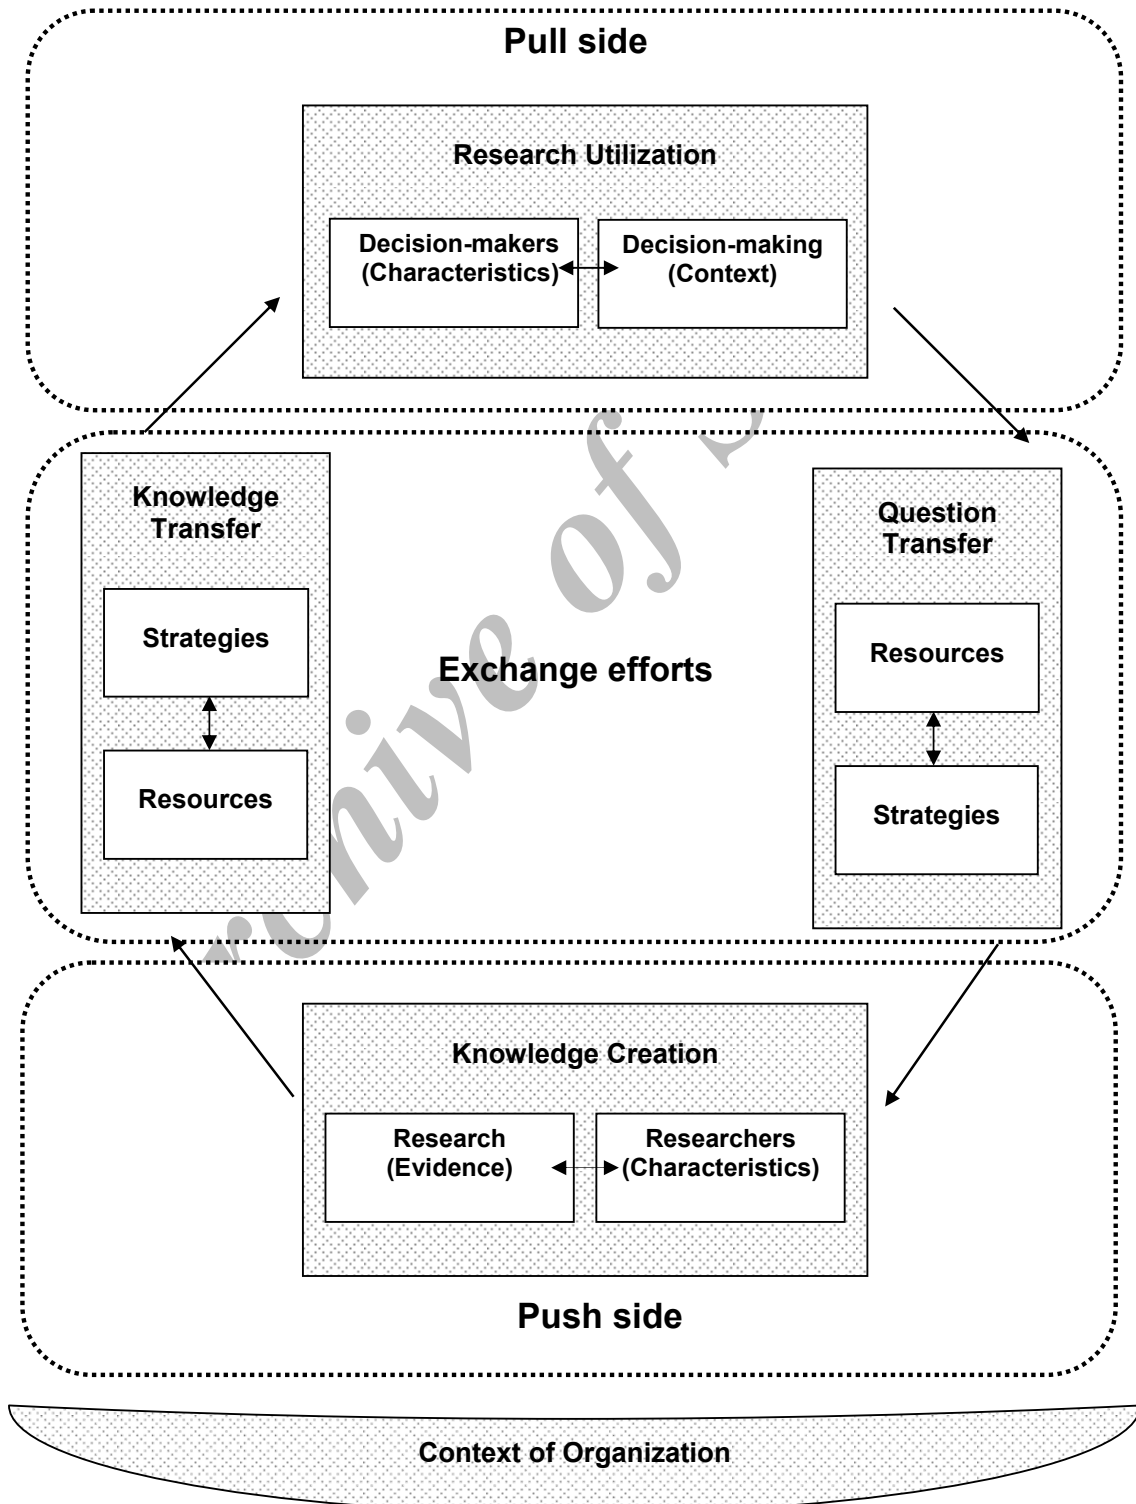 Pull side
Research Utilization
Decision-makers
(Characteristics)
Decision-making
(Context)
Knowledge
Transfer
Strategies
Resources
Exchange efforts
Question
Transfer
Resources
Strategies
Knowledge Creation
Research
(Evidence)
Researchers
(Characteristics)
Push side
Context of Organization